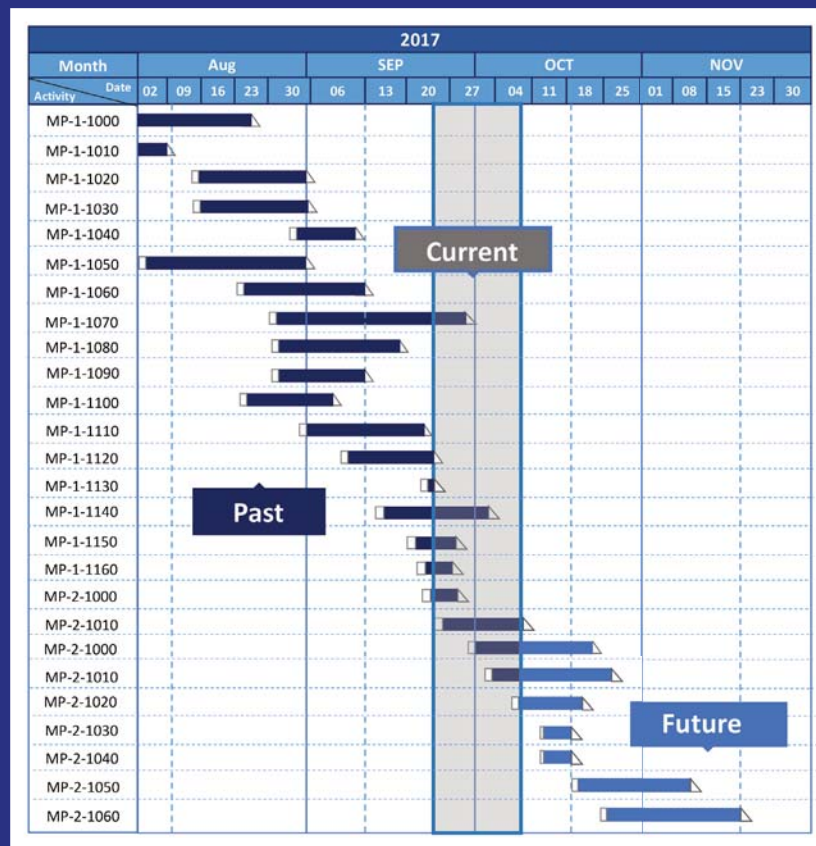 2017
Month Aug SEP OCT NOV
Date
Activity
02 09 16 23 30 06 13 20 27 04 11 18 25 01 08 15 23 30
MP-1-1000
MP-1-1010
MP-1-1020
MP-1-1030
MP-1-1040
Current
MP-1-1050
MP-1-1060
MP-1-1070
MP-1-1080
MP-1-1090
MP-1-1100
MP-1-1110
MP-1-1120
MP-1-1130
Past
MP-1-1140
MP-1-1150
MP-1-1160
MP-2-1000
MP-2-1010
MP-2-1000
MP-2-1010
MP-2-1020
Future
MP-2-1030
MP-2-1040
MP-2-1050
MP-2-1060